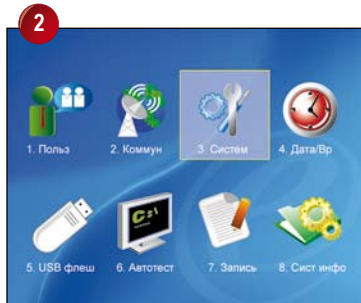 2
1. Польз
2. Коммун
3. Систем
4. Дата/Вр
5. USB флеш
6. Автотест
7. Запись
8. Сист инфо
C:\